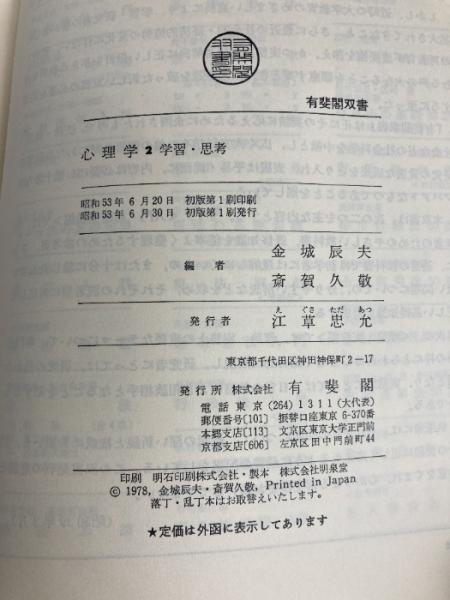 有斐閣双書
心理学 2 学習・思考
昭和53年 6月20日 初版第1刷印刷
昭和53年 6月30日 初版第1刷発行
編者
金城辰夫
斎賀久敬
え ぐさ ただ あつ
発行者 江草忠允
東京都千代田区神田神保町2-17
発行所 株式会社 有斐閣
電話東京(264)1311(大代表)
郵便番号〔101〕 振替口座東京6-370番
本郷支店〔113〕 文京区東京大学正門前
京都支店〔606〕 左京区田中門前町44
印刷 明石印刷株式会社・製本 株式会社明泉堂
© 1978, 金城辰夫・斎賀久敬, Printed in Japan
落丁・乱丁本はお取替えいたします。
★定価は外函に表示してあります